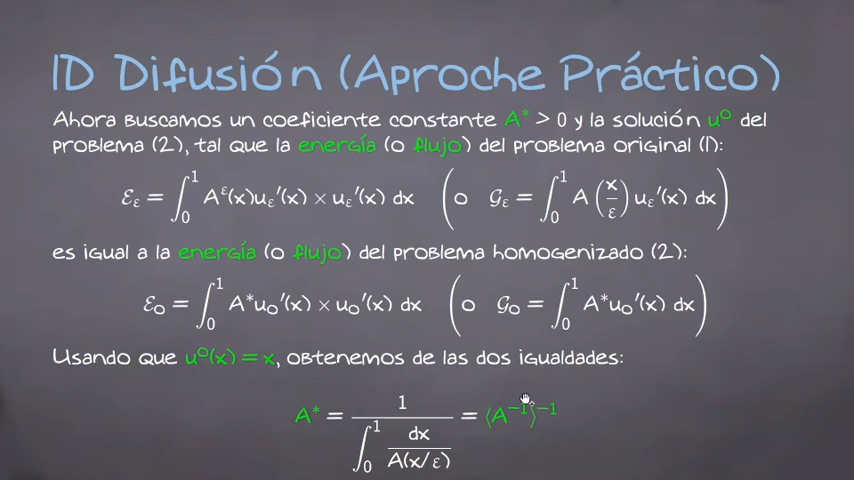 1D Difusión (Aproche Práctico)
Ahora buscamos un coeficiente constante A* > 0 y la solución u⁰ del
problema (2), tal que la energía (o flujo) del problema original (1):
ℰ_ε = ∫₀¹ A^ε(x)u_ε′(x) × u_ε′(x) dx (o 𝒢_ε = ∫₀¹ A (x/ε) u_ε′(x) dx)
es igual a la energía (o flujo) del problema homogenizado (2):
ℰ₀ = ∫₀¹ A*u₀′(x) × u₀′(x) dx (o 𝒢₀ = ∫₀¹ A*u₀′(x) dx)
Usando que u⁰(x) = x, obtenemos de las dos igualdades:
A* = 1 / ∫₀¹ dx / A(x/ε) = ⟨A⁻¹⟩⁻¹